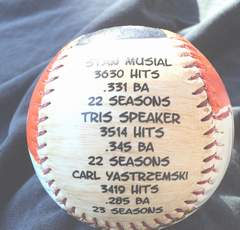 STAN MUSIAL
3630 HITS
.331 BA
22 SEASONS
TRIS SPEAKER
3514 HITS
.345 BA
22 SEASONS
CARL YASTRZEMSKI
3419 HITS
.285 BA
23 SEASONS